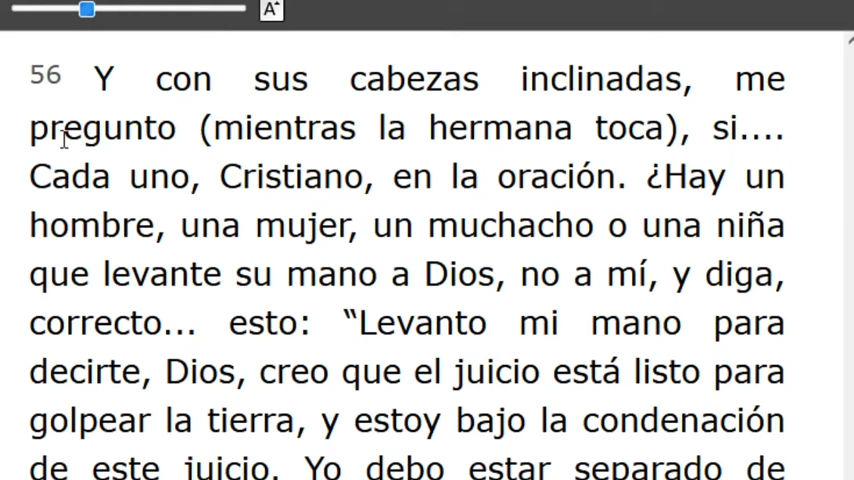 A
56 Y con sus cabezas inclinadas, me
pregunto (mientras la hermana toca), si....
Cada uno, Cristiano, en la oración. ¿Hay un
hombre, una mujer, un muchacho o una niña
que levante su mano a Dios, no a mí, y diga,
correcto... esto: “Levanto mi mano para
decirte, Dios, creo que el juicio está listo para
golpear la tierra, y estoy bajo la condenación
de este juicio. Yo debo estar separado de